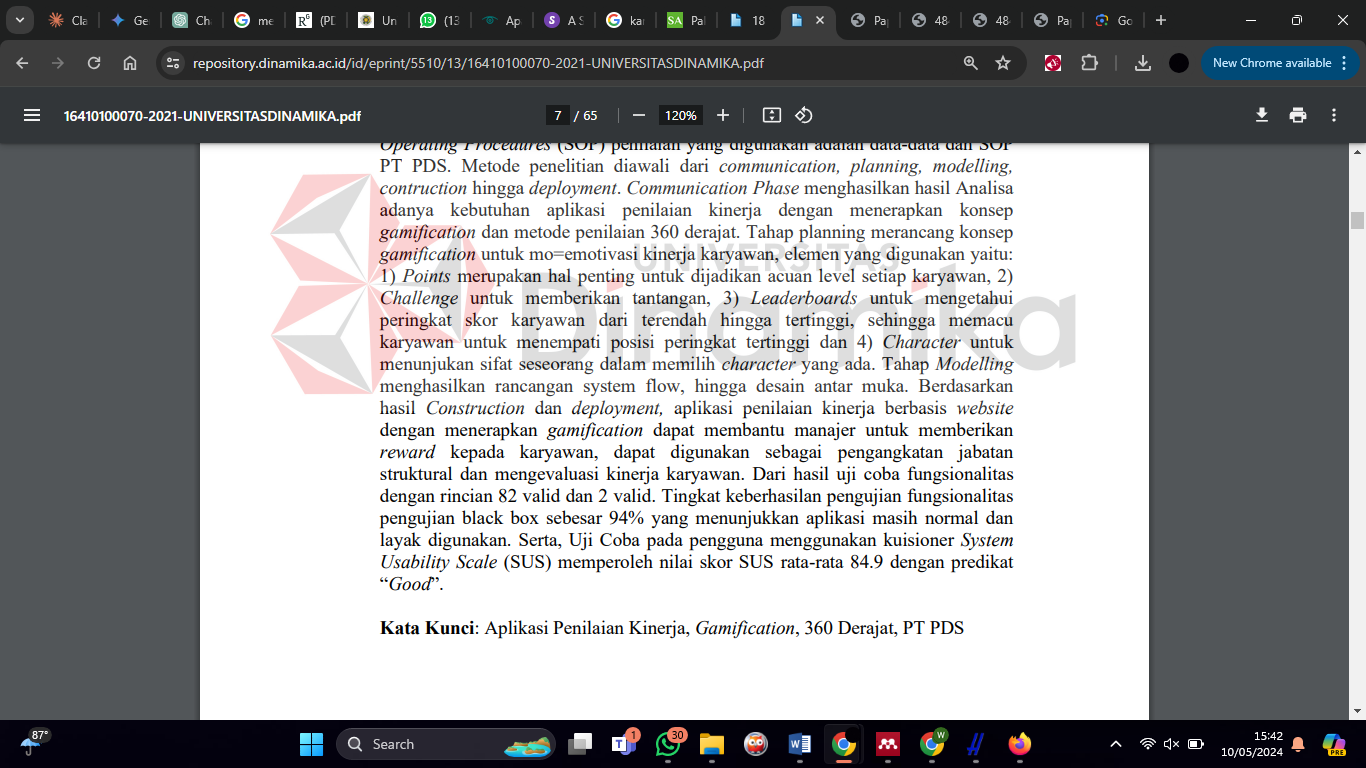 Cla
Ge
Ch
me
(PD
Un
(13
Ap
A S
kar
Pal
18
Pap
48
48
Pap
Go
repository.dinamika.ac.id/id/eprint/5510/13/16410100070-2021-UNIVERSITASDINAMIKA.pdf
New Chrome available
16410100070-2021-UNIVERSITASDINAMIKA.pdf
7 / 65
120%
Operating Procedures (SOP) penilaian yang digunakan adalah data-data dan SOP
PT PDS. Metode penelitian diawali dari communication, planning, modelling,
contruction hingga deployment. Communication Phase menghasilkan hasil Analisa
adanya kebutuhan aplikasi penilaian kinerja dengan menerapkan konsep
gamification dan metode penilaian 360 derajat. Tahap planning merancang konsep
gamification untuk mo=emotivasi kinerja karyawan, elemen yang digunakan yaitu:
1) Points merupakan hal penting untuk dijadikan acuan level setiap karyawan, 2)
Challenge untuk memberikan tantangan, 3) Leaderboards untuk mengetahui
peringkat skor karyawan dari terendah hingga tertinggi, sehingga memacu
karyawan untuk menempati posisi peringkat tertinggi dan 4) Character untuk
menunjukan sifat seseorang dalam memilih character yang ada. Tahap Modelling
menghasilkan rancangan system flow, hingga desain antar muka. Berdasarkan
hasil Construction dan deployment, aplikasi penilaian kinerja berbasis website
dengan menerapkan gamification dapat membantu manajer untuk memberikan
reward kepada karyawan, dapat digunakan sebagai pengangkatan jabatan
struktural dan mengevaluasi kinerja karyawan. Dari hasil uji coba fungsionalitas
dengan rincian 82 valid dan 2 valid. Tingkat keberhasilan pengujian fungsionalitas
pengujian black box sebesar 94% yang menunjukkan aplikasi masih normal dan
layak digunakan. Serta, Uji Coba pada pengguna menggunakan kuisioner System
Usability Scale (SUS) memperoleh nilai skor SUS rata-rata 84.9 dengan predikat
“Good”.
Kata Kunci: Aplikasi Penilaian Kinerja, Gamification, 360 Derajat, PT PDS
UNIVERSITAS
Dinamika
87°
Search
1
30
15:42
10/05/2024